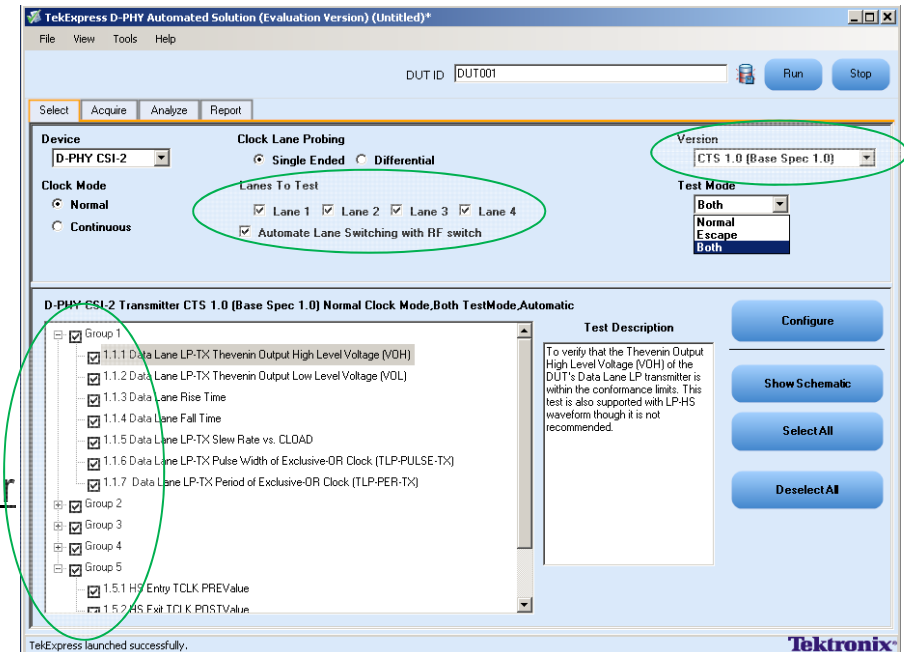 TekExpress D-PHY Automated Solution (Evaluation Version) (Untitled)*
File View Tools Help
DUT ID DUT001 Run Stop
Select Acquire Analyze Report
Device Clock Lane Probing Version
D-PHY CSI-2 Single Ended Differential CTS 1.0 (Base Spec 1.0)
Clock Mode Lanes To Test Test Mode
Normal Lane 1 Lane 2 Lane 3 Lane 4 Both
Continuous Automate Lane Switching with RF switch Normal
Escape
Both
D-PHY CSI-2 Transmitter CTS 1.0 (Base Spec 1.0) Normal Clock Mode,Both TestMode,Automatic
Group 1
1.1.1 Data Lane LP-TX Thevenin Output High Level Voltage (VOH)
1.1.2 Data Lane LP-TX Thevenin Output Low Level Voltage (VOL)
1.1.3 Data Lane Rise Time
1.1.4 Data Lane Fall Time
1.1.5 Data Lane LP-TX Slew Rate vs. CLOAD
1.1.6 Data Lane LP-TX Pulse Width of Exclusive-OR Clock (TLP-PULSE-TX)
1.1.7 Data Lane LP-TX Period of Exclusive-OR Clock (TLP-PER-TX)
Group 2
Group 3
Group 4
Group 5
1.5.1 HS Entry TCLK PREValue
1.5.2 HS Exit TCLK POSTValue
r
Test Description
To verify that the Thevenin Output
High Level Voltage (VOH) of the
DUT's Data Lane LP transmitter is
within the conformance limits. This
test is also supported with LP-HS
waveform though it is not
recommended.
Configure
Show Schematic
Select All
Deselect All
TekExpress launched successfully.
Tektronix